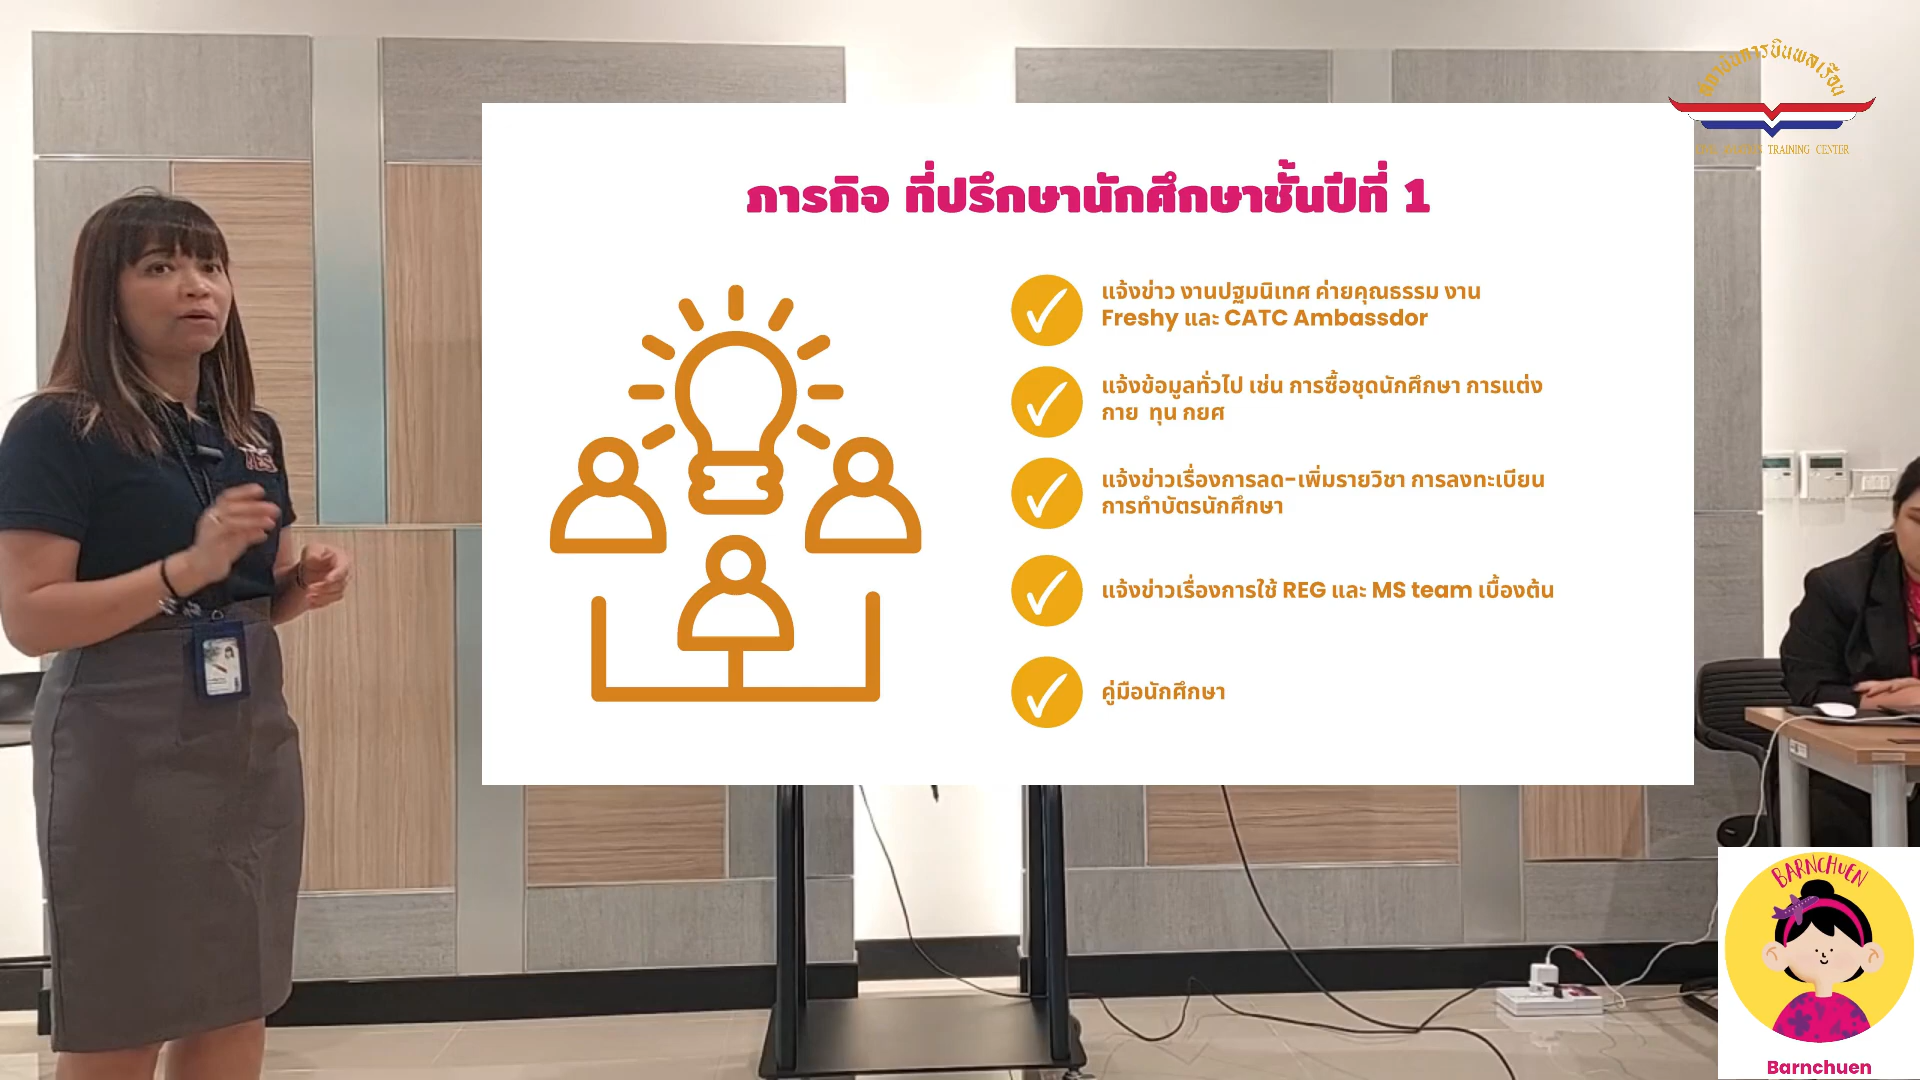 สถาบันการบินพลเรือน
TRAINING CENTER
ภารกิจ ที่ปรึกษานักศึกษาชั้นปีที่ 1
แจ้งข่าว งานปฐมนิเทศ ค่ายคุณธรรม งาน
Freshy และ CATC Ambassdor
แจ้งข้อมูลทั่วไป เช่น การซื้อชุดนักศึกษา การแต่ง
กาย ทุน กยศ
แจ้งข่าวเรื่องการลด-เพิ่มรายวิชา การลงทะเบียน
การทำบัตรนักศึกษา
แจ้งข่าวเรื่องการใช้ REG และ MS team เบื้องต้น
คู่มือนักศึกษา
BARNCHUEN
Barnchuen